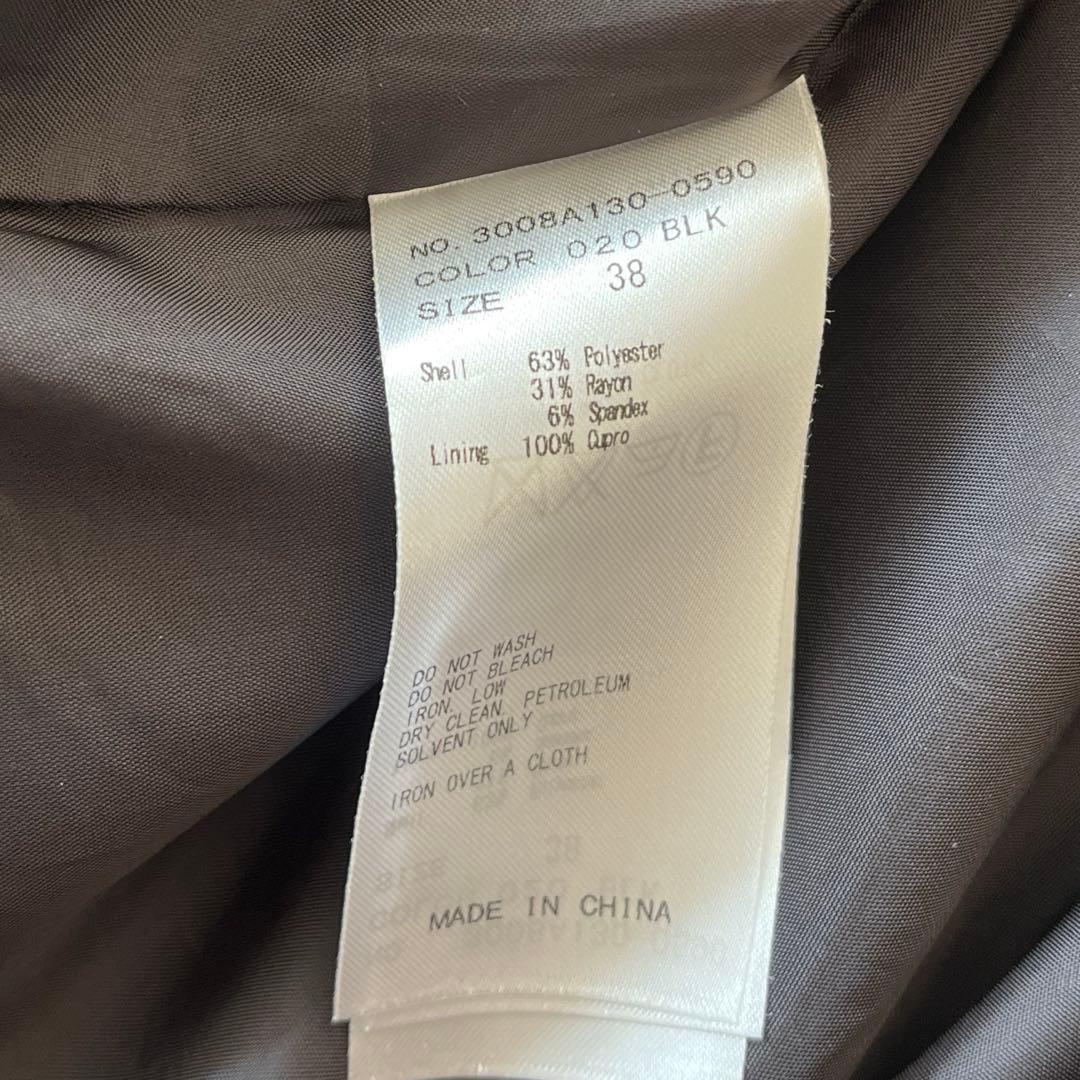 NO. 3008A130-0590
COLOR 020 BLK
SIZE 38
Shell 63% Polyester
31% Rayon
6% Spandex
Lining 100% Cupro
DO NOT WASH
DO NOT BLEACH
IRON. LOW
DRY CLEAN. PETROLEUM
SOLVENT ONLY
IRON OVER A CLOTH
MADE IN CHINA